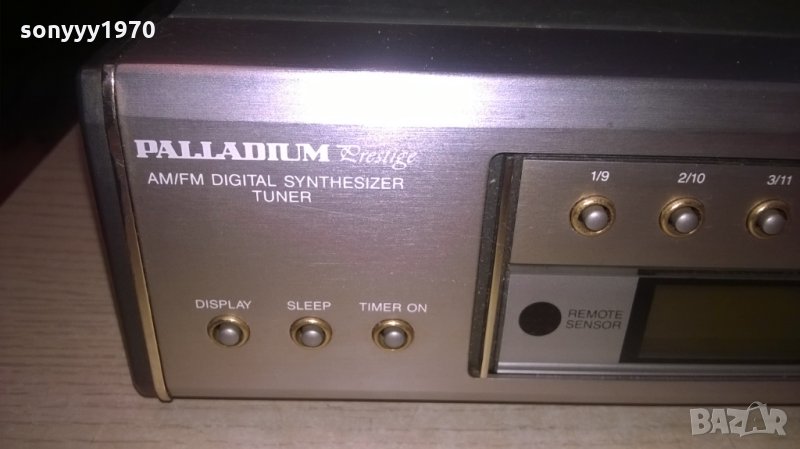 sonyyy1970
PALLADIUM Prestige
AM/FM DIGITAL SYNTHESIZER
TUNER
1/9 2/10 3/11
DISPLAY SLEEP TIMER ON
REMOTE
SENSOR
BAZAR